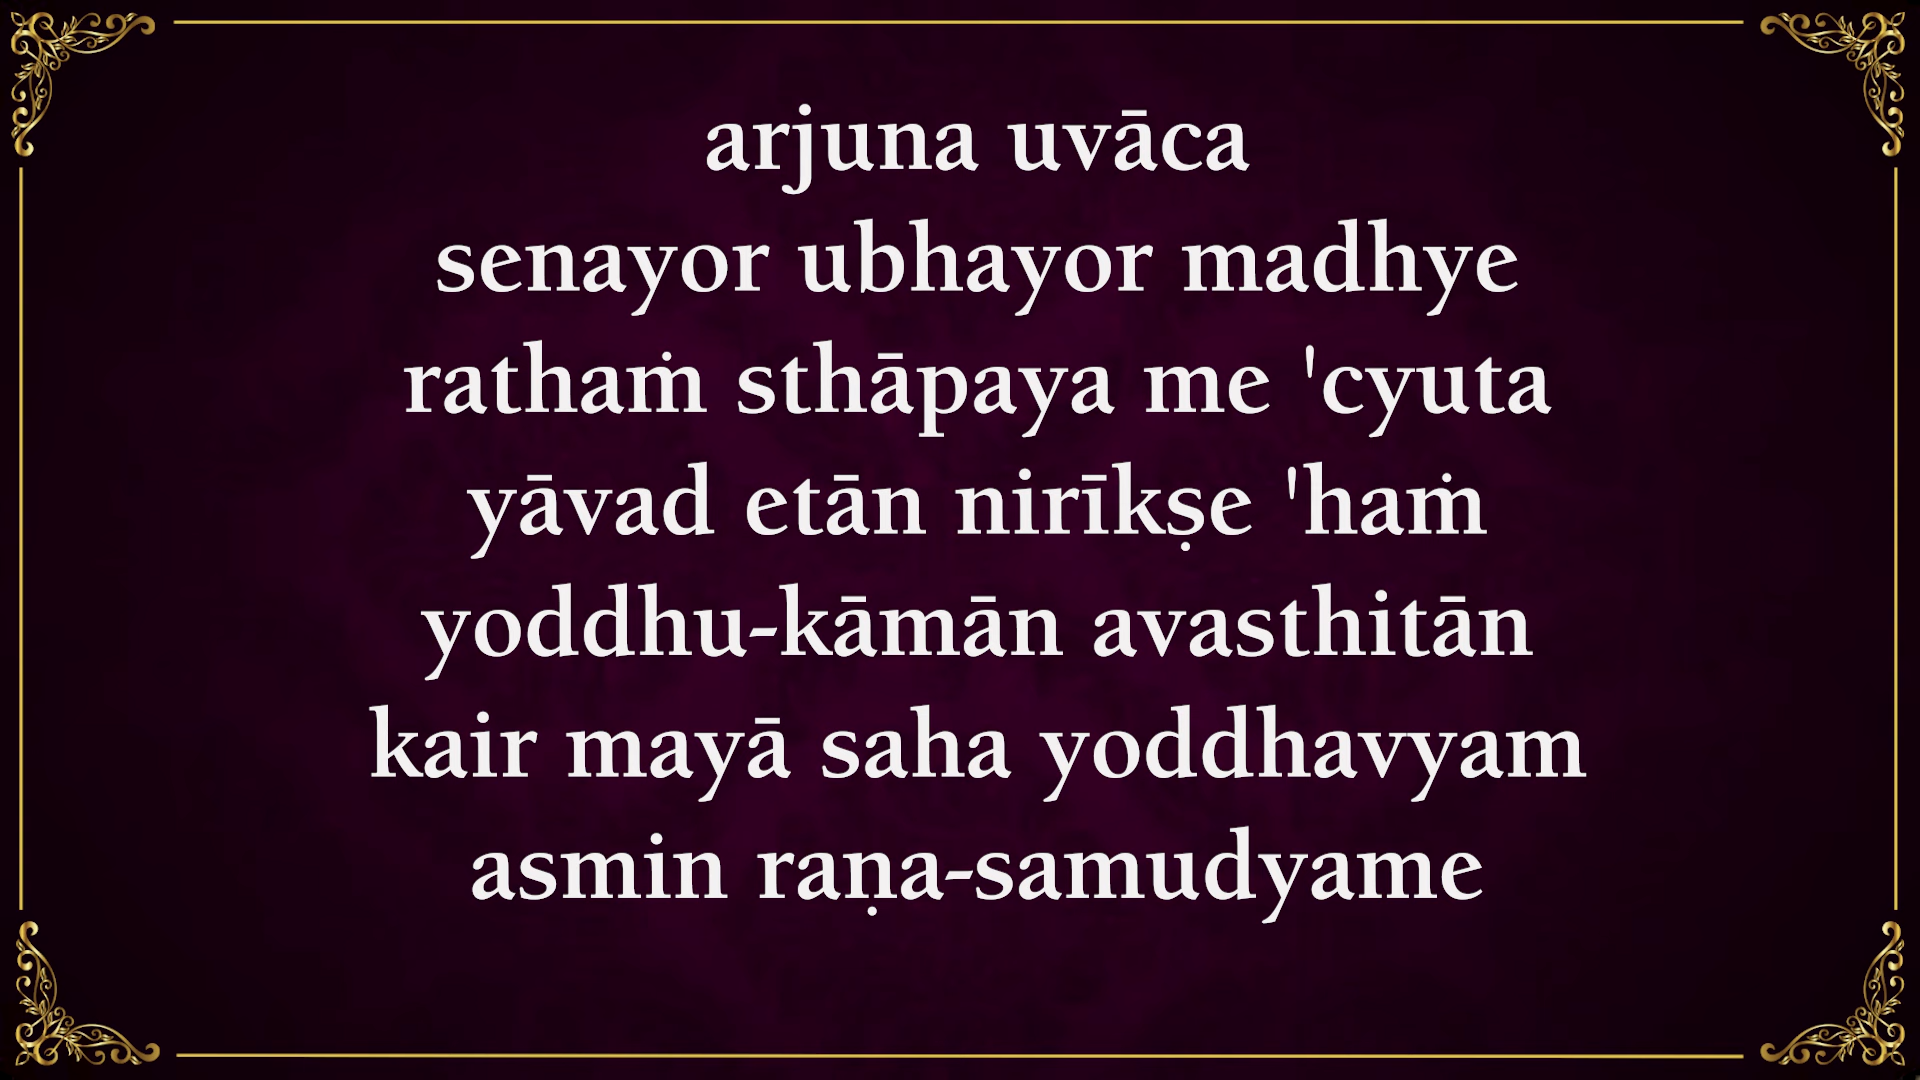 arjuna uvāca
senayor ubhayor madhye
rathaṁ sthāpaya me 'cyuta
yāvad etān nirīkṣe 'haṁ
yoddhu-kāmān avasthitān
kair mayā saha yoddhavyam
asmin raṇa-samudyame